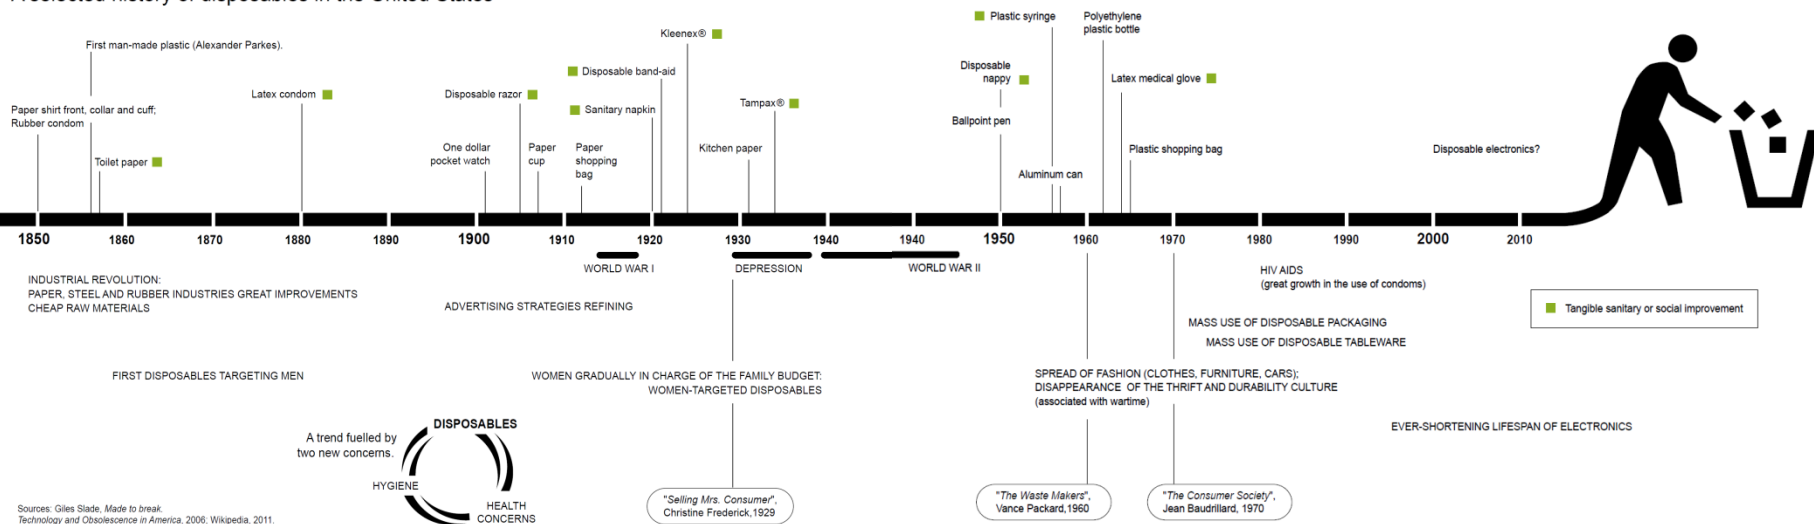 A selected history of disposables in the United States
Plastic syringe
Polyethylene
plastic bottle
Kleenex®
First man-made plastic (Alexander Parkes).
Disposable band-aid
Disposable
nappy
Latex medical glove
Latex condom
Disposable razor
Tampax®
Paper shirt front, collar and cuff;
Rubber condom
Sanitary napkin
Ballpoint pen
One dollar
pocket watch
Paper
cup
Paper
shopping
bag
Kitchen paper
Plastic shopping bag
Disposable electronics?
Toilet paper
Aluminum can
1850 1860 1870 1880 1890 1900 1910 1920 1930 1940 1940 1950 1960 1970 1980 1990 2000 2010
WORLD WAR I
DEPRESSION
WORLD WAR II
HIV AIDS
(great growth in the use of condoms)
INDUSTRIAL REVOLUTION:
PAPER, STEEL AND RUBBER INDUSTRIES GREAT IMPROVEMENTS
CHEAP RAW MATERIALS
ADVERTISING STRATEGIES REFINING
Tangible sanitary or social improvement
MASS USE OF DISPOSABLE PACKAGING
MASS USE OF DISPOSABLE TABLEWARE
FIRST DISPOSABLES TARGETING MEN
WOMEN GRADUALLY IN CHARGE OF THE FAMILY BUDGET:
WOMEN-TARGETED DISPOSABLES
SPREAD OF FASHION (CLOTHES, FURNITURE, CARS);
DISAPPEARANCE OF THE THRIFT AND DURABILITY CULTURE
(associated with wartime)
EVER-SHORTENING LIFESPAN OF ELECTRONICS
DISPOSABLES
A trend fuelled by
two new concerns.
HYGIENE
HEALTH
CONCERNS
"Selling Mrs. Consumer",
Christine Frederick,1929
"The Waste Makers",
Vance Packard,1960
"The Consumer Society",
Jean Baudrillard, 1970
Sources: Giles Slade, Made to break.
Technology and Obsolescence in America, 2006; Wikipedia, 2011.